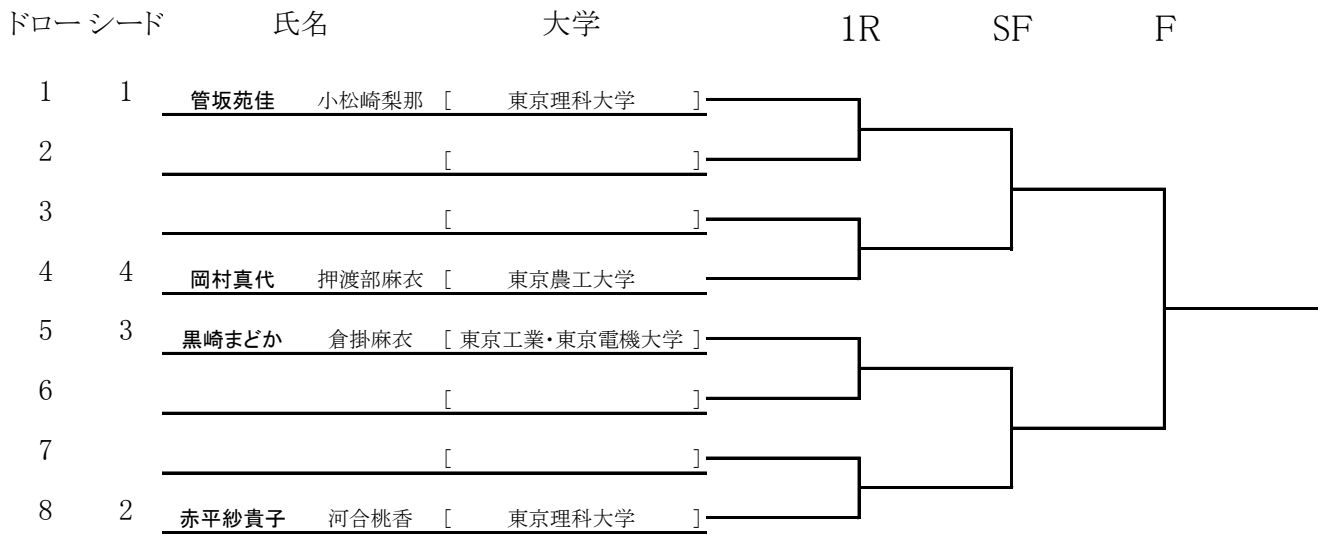 ドロー シード 氏名 大学 1R SF F
1 1 管坂苑佳 小松崎梨那 [ 東京理科大学 ]
2 [ ]
3 [ ]
4 4 岡村真代 押渡部麻衣 [ 東京農工大学 ]
5 3 黒崎まどか 倉掛麻衣 [ 東京工業・東京電機大学 ]
6 [ ]
7 [ ]
8 2 赤平紗貴子 河合桃香 [ 東京理科大学 ]